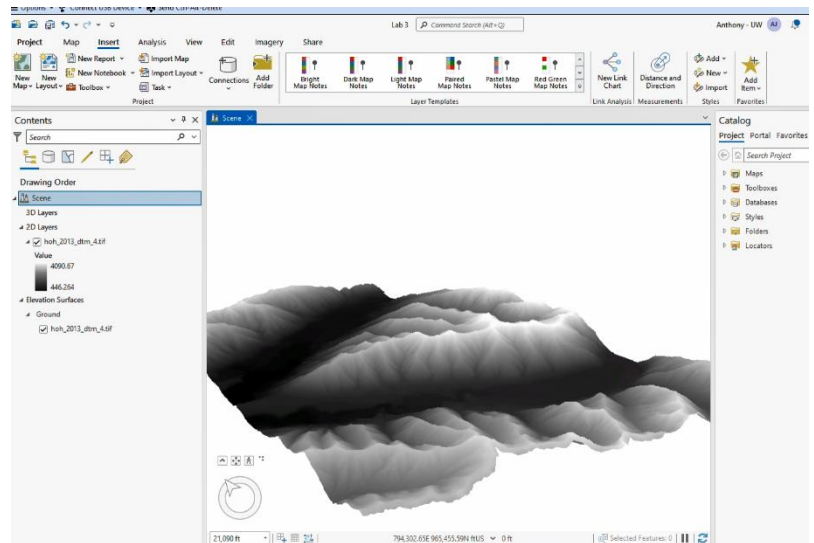 Options Connect USB Device Send Ctrl-Alt-Delete
Lab 3 Command Search (Alt+Q) Anthony - UW AJ
Project Map Insert Analysis View Edit Imagery Share
New Map
New Layout
New Report
New Notebook
Toolbox
Import Map
Import Layout
Task
Connections
Add Folder
Bright Map Notes
Dark Map Notes
Light Map Notes
Paired Map Notes
Pastel Map Notes
Red Green Map Notes
New Link Chart
Distance and Direction
Add
New
Import
Add Item
Project Layer Templates Link Analysis Measurements Styles Favorites
Contents
Search
Drawing Order
Scene
3D Layers
2D Layers
hoh_2013_dtm_4.tif
Value
4090.67
446.264
Elevation Surfaces
Ground
hoh_2013_dtm_4.tif
Scene
21,090 ft 794,302.65E 965,455.59N ftUS 0 ft Selected Features: 0
Catalog
Project Portal Favorites
Search Project
Maps
Toolboxes
Databases
Styles
Folders
Locators